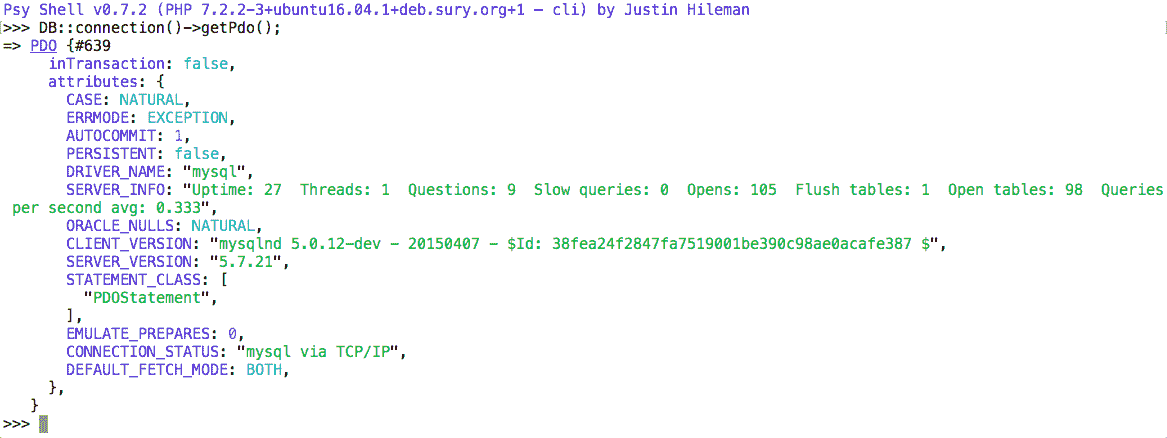 Psy Shell v0.7.2 (PHP 7.2.2-3+ubuntu16.04.1+deb.sury.org+1 — cli) by Justin Hileman
>>> DB::connection()->getPdo();
=> PDO {#639
     inTransaction: false,
     attributes: {
       CASE: NATURAL,
       ERRMODE: EXCEPTION,
       AUTOCOMMIT: 1,
       PERSISTENT: false,
       DRIVER_NAME: "mysql",
       SERVER_INFO: "Uptime: 27  Threads: 1  Questions: 9  Slow queries: 0  Opens: 105  Flush tables: 1  Open tables: 98  Queries
 per second avg: 0.333",
       ORACLE_NULLS: NATURAL,
       CLIENT_VERSION: "mysqlnd 5.0.12-dev - 20150407 - $Id: 38fea24f2847fa7519001be390c98ae0acafe387 $",
       SERVER_VERSION: "5.7.21",
       STATEMENT_CLASS: [
         "PDOStatement",
       ],
       EMULATE_PREPARES: 0,
       CONNECTION_STATUS: "mysql via TCP/IP",
       DEFAULT_FETCH_MODE: BOTH,
     },
   }
>>>